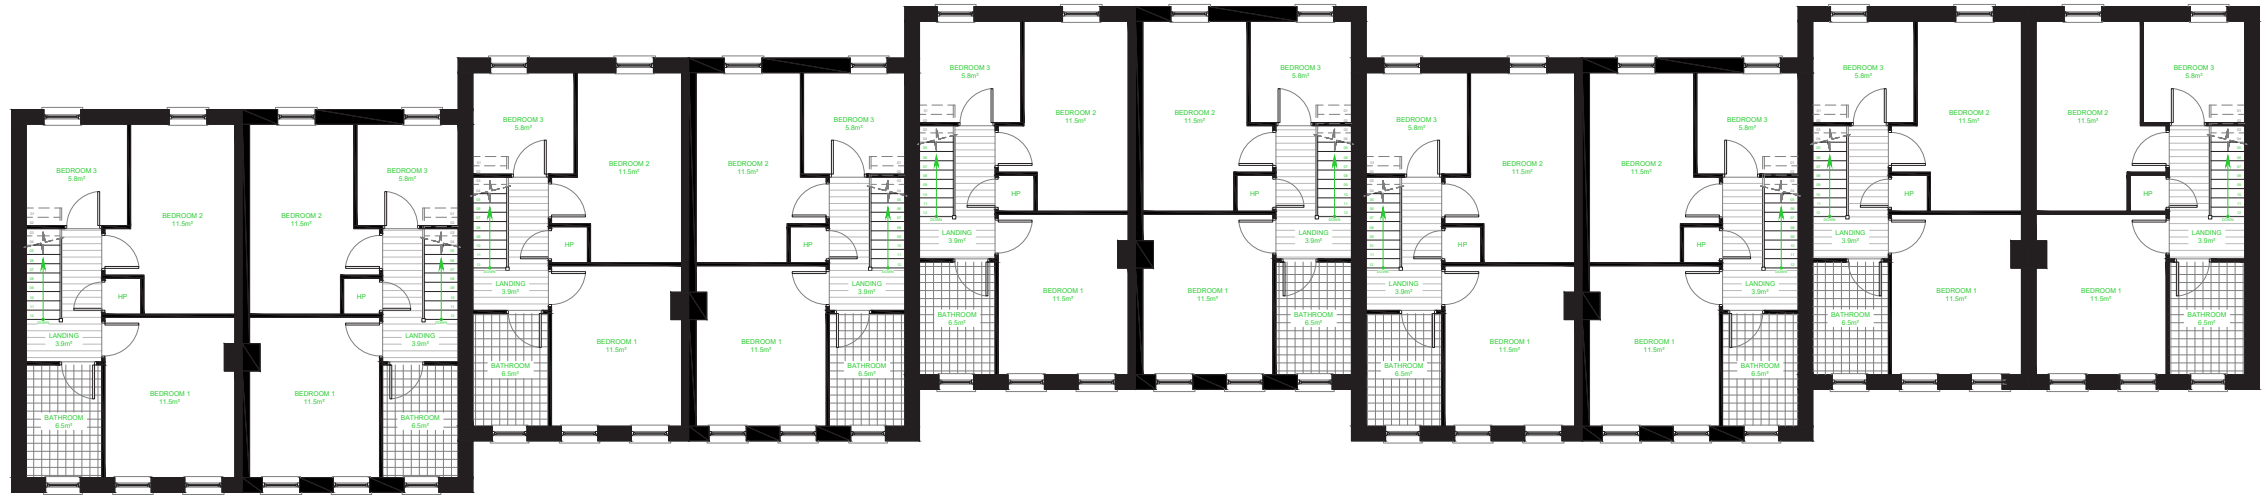 BEDROOM 3
5.8m²
BEDROOM 2
11.5m²
HP
LANDING
3.9m²
BEDROOM 1
11.5m²
BATHROOM
6.5m²
BEDROOM 2
11.5m²
BEDROOM 3
5.8m²
HP
LANDING
3.9m²
BEDROOM 1
11.5m²
BATHROOM
6.5m²
BEDROOM 3
5.8m²
BEDROOM 2
11.5m²
HP
LANDING
3.9m²
BEDROOM 1
11.5m²
BATHROOM
6.5m²
BEDROOM 3
5.8m²
BEDROOM 2
11.5m²
HP
LANDING
3.9m²
BEDROOM 1
11.5m²
BATHROOM
6.5m²
BEDROOM 3
5.8m²
BEDROOM 2
11.5m²
HP
LANDING
3.9m²
BEDROOM 1
11.5m²
BATHROOM
6.5m²
BEDROOM 3
5.8m²
BEDROOM 2
11.5m²
HP
LANDING
3.9m²
BEDROOM 1
11.5m²
BATHROOM
6.5m²
BEDROOM 3
5.8m²
BEDROOM 2
11.5m²
HP
LANDING
3.9m²
BEDROOM 1
11.5m²
BATHROOM
6.5m²
BEDROOM 3
5.8m²
BEDROOM 2
11.5m²
HP
LANDING
3.9m²
BEDROOM 1
11.5m²
BATHROOM
6.5m²
BEDROOM 3
5.8m²
BEDROOM 2
11.5m²
HP
LANDING
3.9m²
BEDROOM 1
11.5m²
BATHROOM
6.5m²
BEDROOM 3
5.8m²
BEDROOM 2
11.5m²
HP
LANDING
3.9m²
BEDROOM 1
11.5m²
BATHROOM
6.5m²